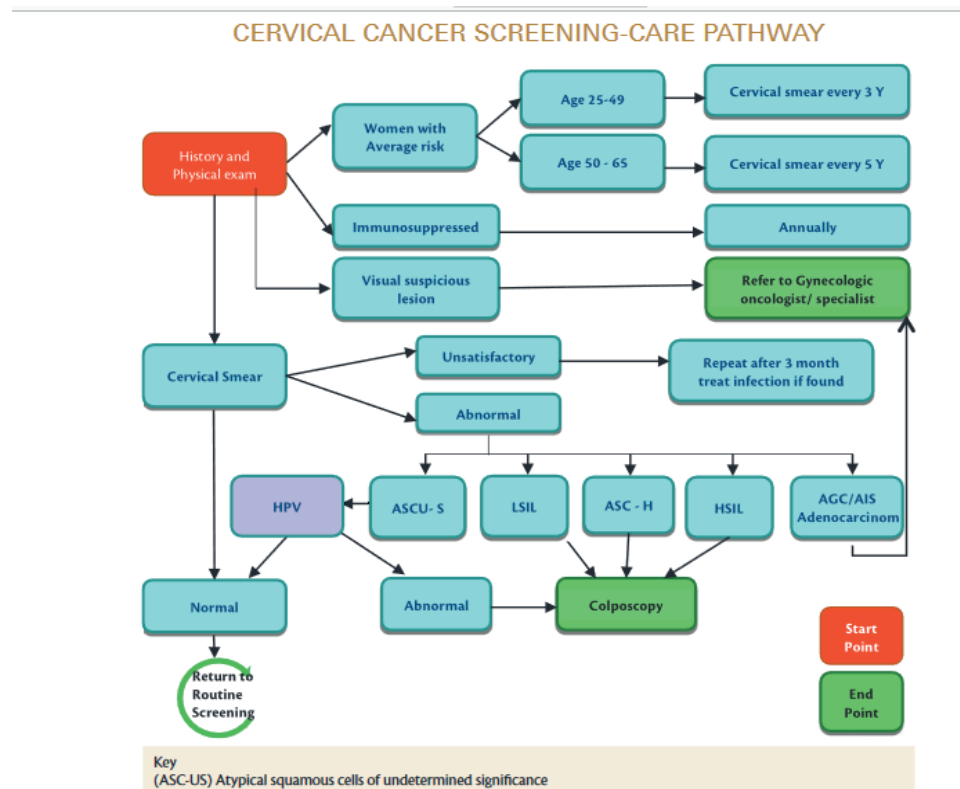 CERVICAL CANCER SCREENING-CARE PATHWAY
History and
Physical exam
Women with
Average risk
Age 25-49
Cervical smear every 3 Y
Age 50 - 65
Cervical smear every 5 Y
Immunosuppressed
Annually
Visual suspicious
lesion
Refer to Gynecologic
oncologist/ specialist
Cervical Smear
Unsatisfactory
Repeat after 3 month
treat infection if found
Abnormal
HPV
ASCU- S
LSIL
ASC - H
HSIL
AGC/AIS
Adenocarcinom
Normal
Abnormal
Colposcopy
Start
Point
Return to
Routine
Screening
End
Point
Key
(ASC-US) Atypical squamous cells of undetermined significance